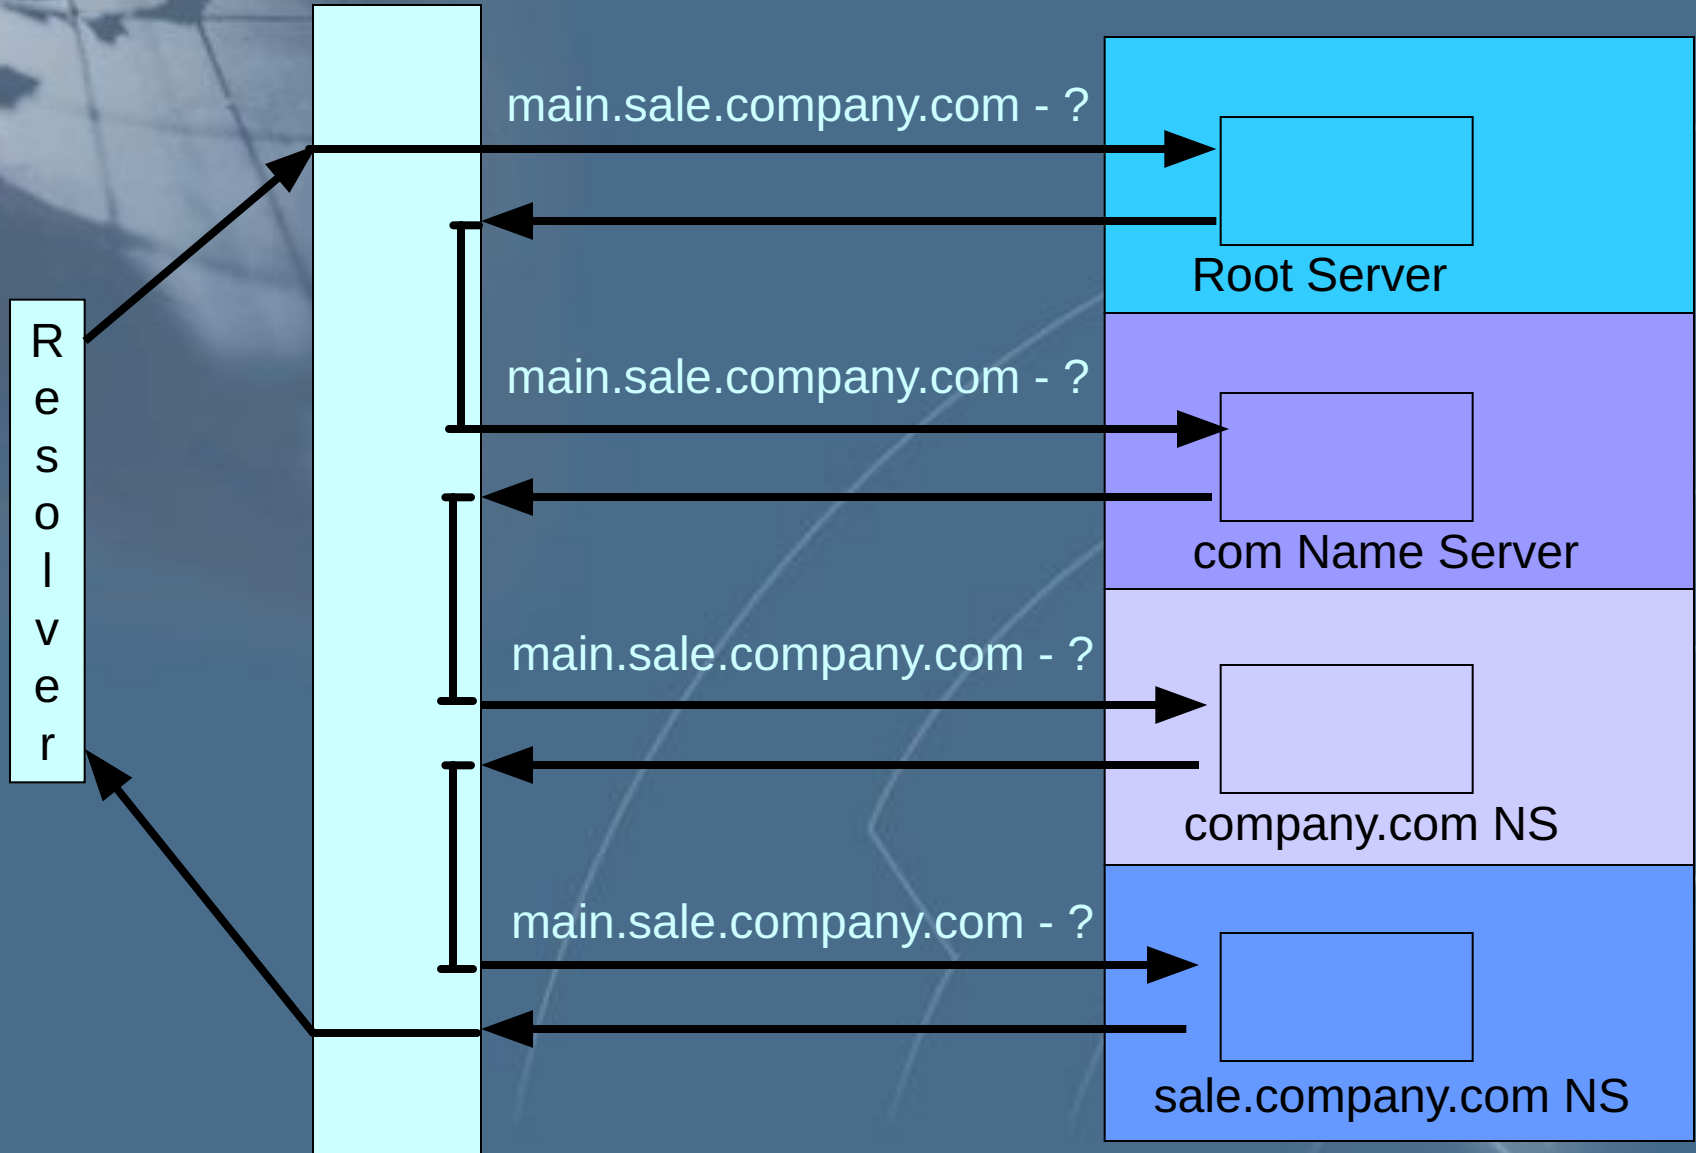 main.sale.company.com - ?
Root Server
Resolver
main.sale.company.com - ?
com Name Server
main.sale.company.com - ?
company.com NS
main.sale.company.com - ?
sale.company.com NS